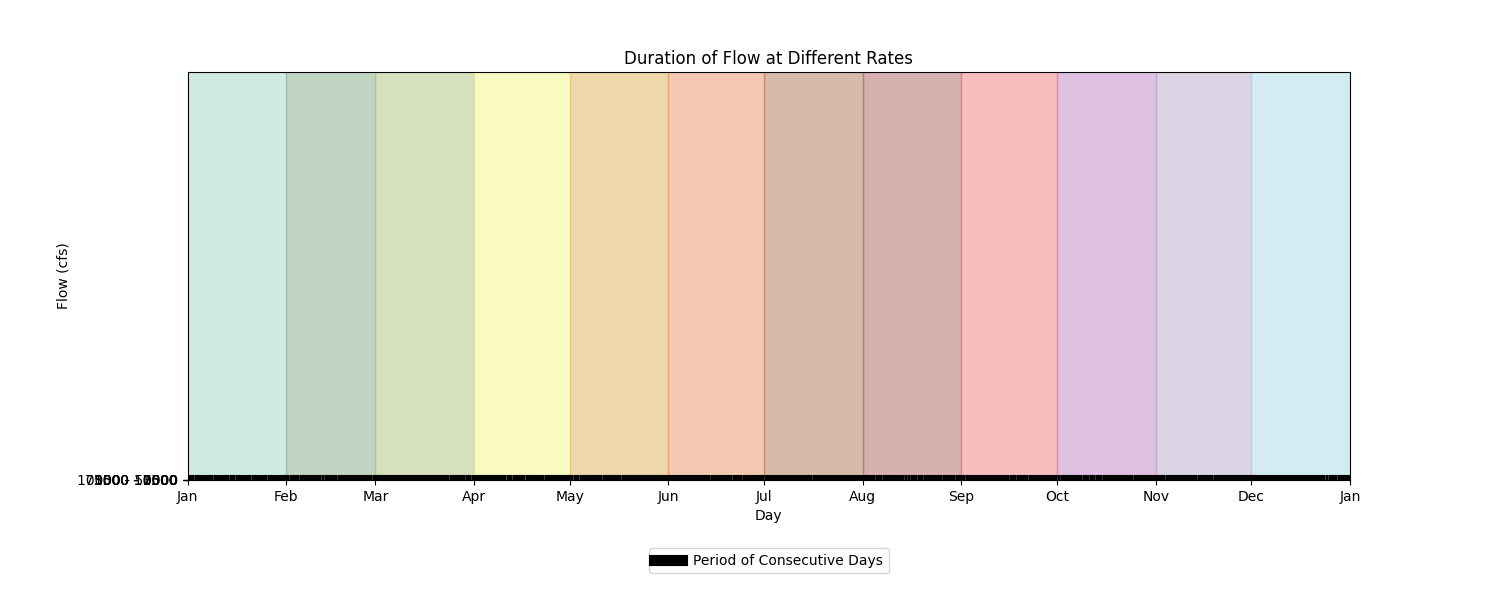 Duration of Flow at Different Rates
Flow (cfs)
Jan Feb Mar Apr May Jun Jul Aug Sep Oct Nov Dec Jan
Day
Period of Consecutive Days